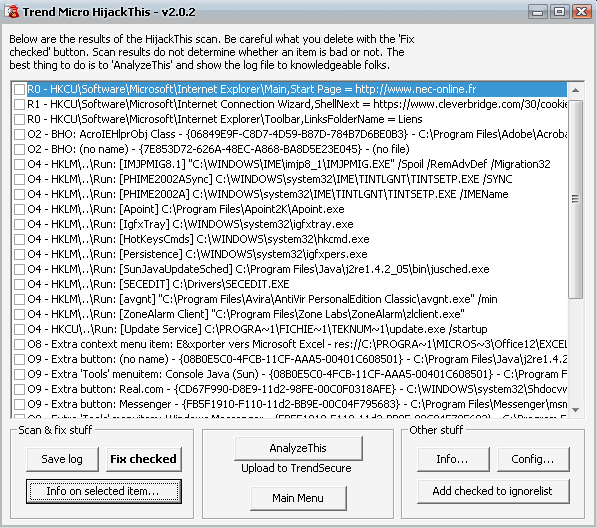 Trend Micro HijackThis - v2.0.2
Below are the results of the HijackThis scan. Be careful what you delete with the 'Fix
checked' button. Scan results do not determine whether an item is bad or not. The
best thing to do is to 'AnalyzeThis' and show the log file to knowledgeable folks.
R0 - HKCU\Software\Microsoft\Internet Explorer\Main,Start Page = http://www.nec-online.fr
R1 - HKCU\Software\Microsoft\Internet Connection Wizard,ShellNext = https://www.cleverbridge.com/30/cookie
R0 - HKCU\Software\Microsoft\Internet Explorer\Toolbar,LinksFolderName = Liens
O2 - BHO: AcroIEHlprObj Class - {06849E9F-C8D7-4D59-B87D-784B7D6BE0B3} - C:\Program Files\Adobe\Acroba
O2 - BHO: (no name) - {7E853D72-626A-48EC-A868-BA8D5E23E045} - (no file)
O4 - HKLM\..\Run: [IMJPMIG8.1] "C:\WINDOWS\IME\imjp8_1\IMJPMIG.EXE" /Spoil /RemAdvDef /Migration32
O4 - HKLM\..\Run: [PHIME2002ASync] C:\WINDOWS\system32\IME\TINTLGNT\TINTSETP.EXE /SYNC
O4 - HKLM\..\Run: [PHIME2002A] C:\WINDOWS\system32\IME\TINTLGNT\TINTSETP.EXE /IMEName
O4 - HKLM\..\Run: [Apoint] C:\Program Files\Apoint2K\Apoint.exe
O4 - HKLM\..\Run: [IgfxTray] C:\WINDOWS\system32\igfxtray.exe
O4 - HKLM\..\Run: [HotKeysCmds] C:\WINDOWS\system32\hkcmd.exe
O4 - HKLM\..\Run: [Persistence] C:\WINDOWS\system32\igfxpers.exe
O4 - HKLM\..\Run: [SunJavaUpdateSched] C:\Program Files\Java\j2re1.4.2_05\bin\jusched.exe
O4 - HKLM\..\Run: [SECEDIT] C:\Drivers\SECEDIT.EXE
O4 - HKLM\..\Run: [avgnt] "C:\Program Files\Avira\AntiVir PersonalEdition Classic\avgnt.exe" /min
O4 - HKLM\..\Run: [ZoneAlarm Client] "C:\Program Files\Zone Labs\ZoneAlarm\zlclient.exe"
O4 - HKCU\..\Run: [Update Service] C:\PROGRA~1\FICHIE~1\TEKNUM~1\update.exe /startup
O8 - Extra context menu item: E&xporter vers Microsoft Excel - res://C:\PROGRA~1\MICROS~3\Office12\EXCEL
O9 - Extra button: (no name) - {08B0E5C0-4FCB-11CF-AAA5-00401C608501} - C:\Program Files\Java\j2re1.4.2
O9 - Extra 'Tools' menuitem: Console Java (Sun) - {08B0E5C0-4FCB-11CF-AAA5-00401C608501} - C:\Program F
O9 - Extra button: Real.com - {CD67F990-D8E9-11d2-98FE-00C0F0318AFE} - C:\WINDOWS\system32\Shdocvw
O9 - Extra button: Messenger - {FB5F1910-F110-11d2-BB9E-00C04F795683} - C:\Program Files\Messenger\msm
O9 - Extra 'Tools' menuitem: Windows Messenger - {FB5F1910-F110-11d2-BB9E-00C04F795683} - C:\Program F
Scan & fix stuff
Save log
Fix checked
Info on selected item...
AnalyzeThis
Upload to TrendSecure
Main Menu
Other stuff
Info...
Config...
Add checked to ignorelist